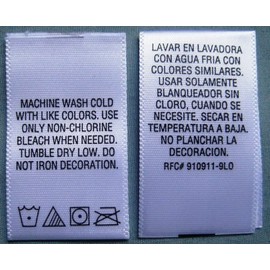 MACHINE WASH COLD
WITH LIKE COLORS. USE
ONLY NON-CHLORINE
BLEACH WHEN NEEDED.
TUMBLE DRY LOW. DO
NOT IRON DECORATION.
LAVAR EN LAVADORA
CON AGUA FRIA CON
COLORES SIMILARES.
USAR SOLAMENTE
BLANQUEADOR SIN
CLORO, CUANDO SE
NECESITE. SECAR EN
TEMPERATURA A BAJA.
NO PLANCHAR LA
DECORACION.
RFC# 910911-9L0